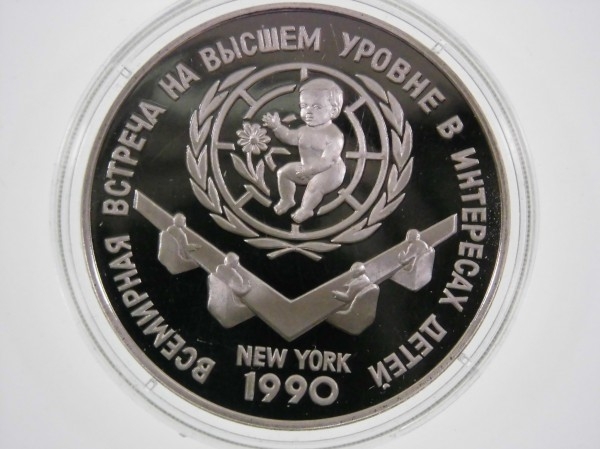 ВСЕМИРНАЯ ВСТРЕЧА НА ВЫСШЕМ УРОВНЕ В ИНТЕРЕСАХ ДЕТЕЙ
NEW YORK
1990